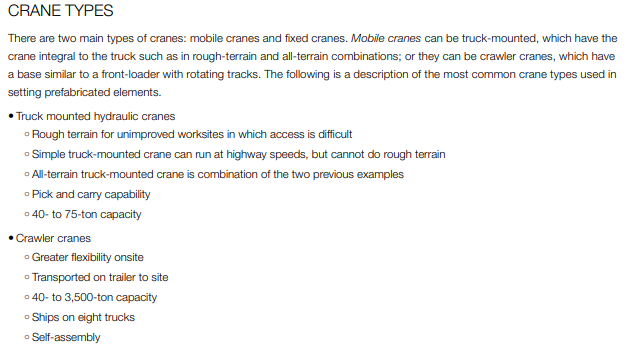 CRANE TYPES
There are two main types of cranes: mobile cranes and fixed cranes. Mobile cranes can be truck-mounted, which have the
crane integral to the truck such as in rough-terrain and all-terrain combinations; or they can be crawler cranes, which have
a base similar to a front-loader with rotating tracks. The following is a description of the most common crane types used in
setting prefabricated elements.
• Truck mounted hydraulic cranes
○ Rough terrain for unimproved worksites in which access is difficult
○ Simple truck-mounted crane can run at highway speeds, but cannot do rough terrain
○ All-terrain truck-mounted crane is combination of the two previous examples
○ Pick and carry capability
○ 40- to 75-ton capacity
• Crawler cranes
○ Greater flexibility onsite
○ Transported on trailer to site
○ 40- to 3,500-ton capacity
○ Ships on eight trucks
○ Self-assembly